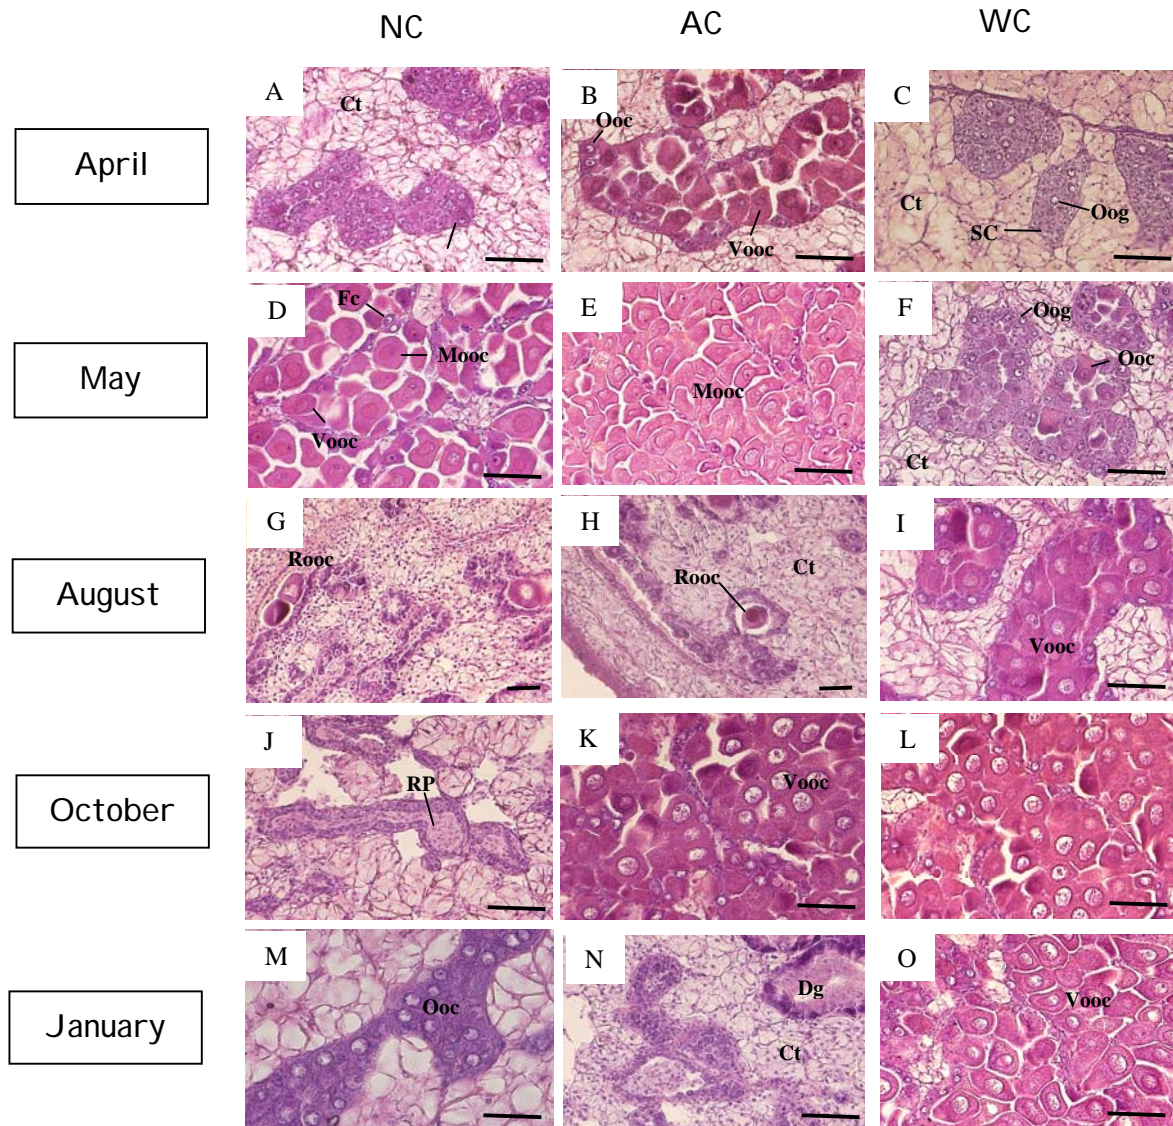 NC AC WC
April
A
Ct
B
Ooc
Vooc
C
Ct
Oog
SC
May
D
Fc
Mooc
Vooc
E
Mooc
F
Oog
Ooc
Ct
August
G
Rooc
H
Rooc
Ct
I
Vooc
October
J
RP
K
Vooc
L
January
M
Ooc
N
Dg
Ct
O
Vooc